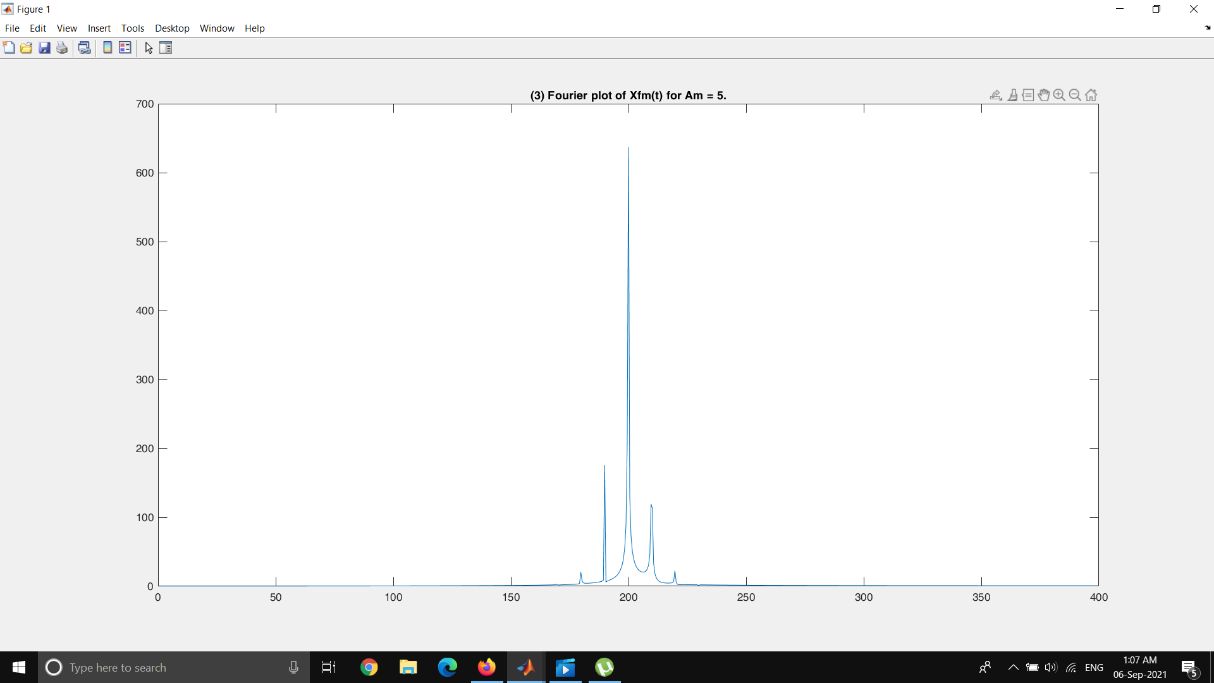 Figure 1
File Edit View Insert Tools Desktop Window Help
(3) Fourier plot of Xfm(t) for Am = 5.
700
600
500
400
300
200
100
0
0 50 100 150 200 250 300 350 400
Type here to search
ENG
1:07 AM
06-Sep-2021
5